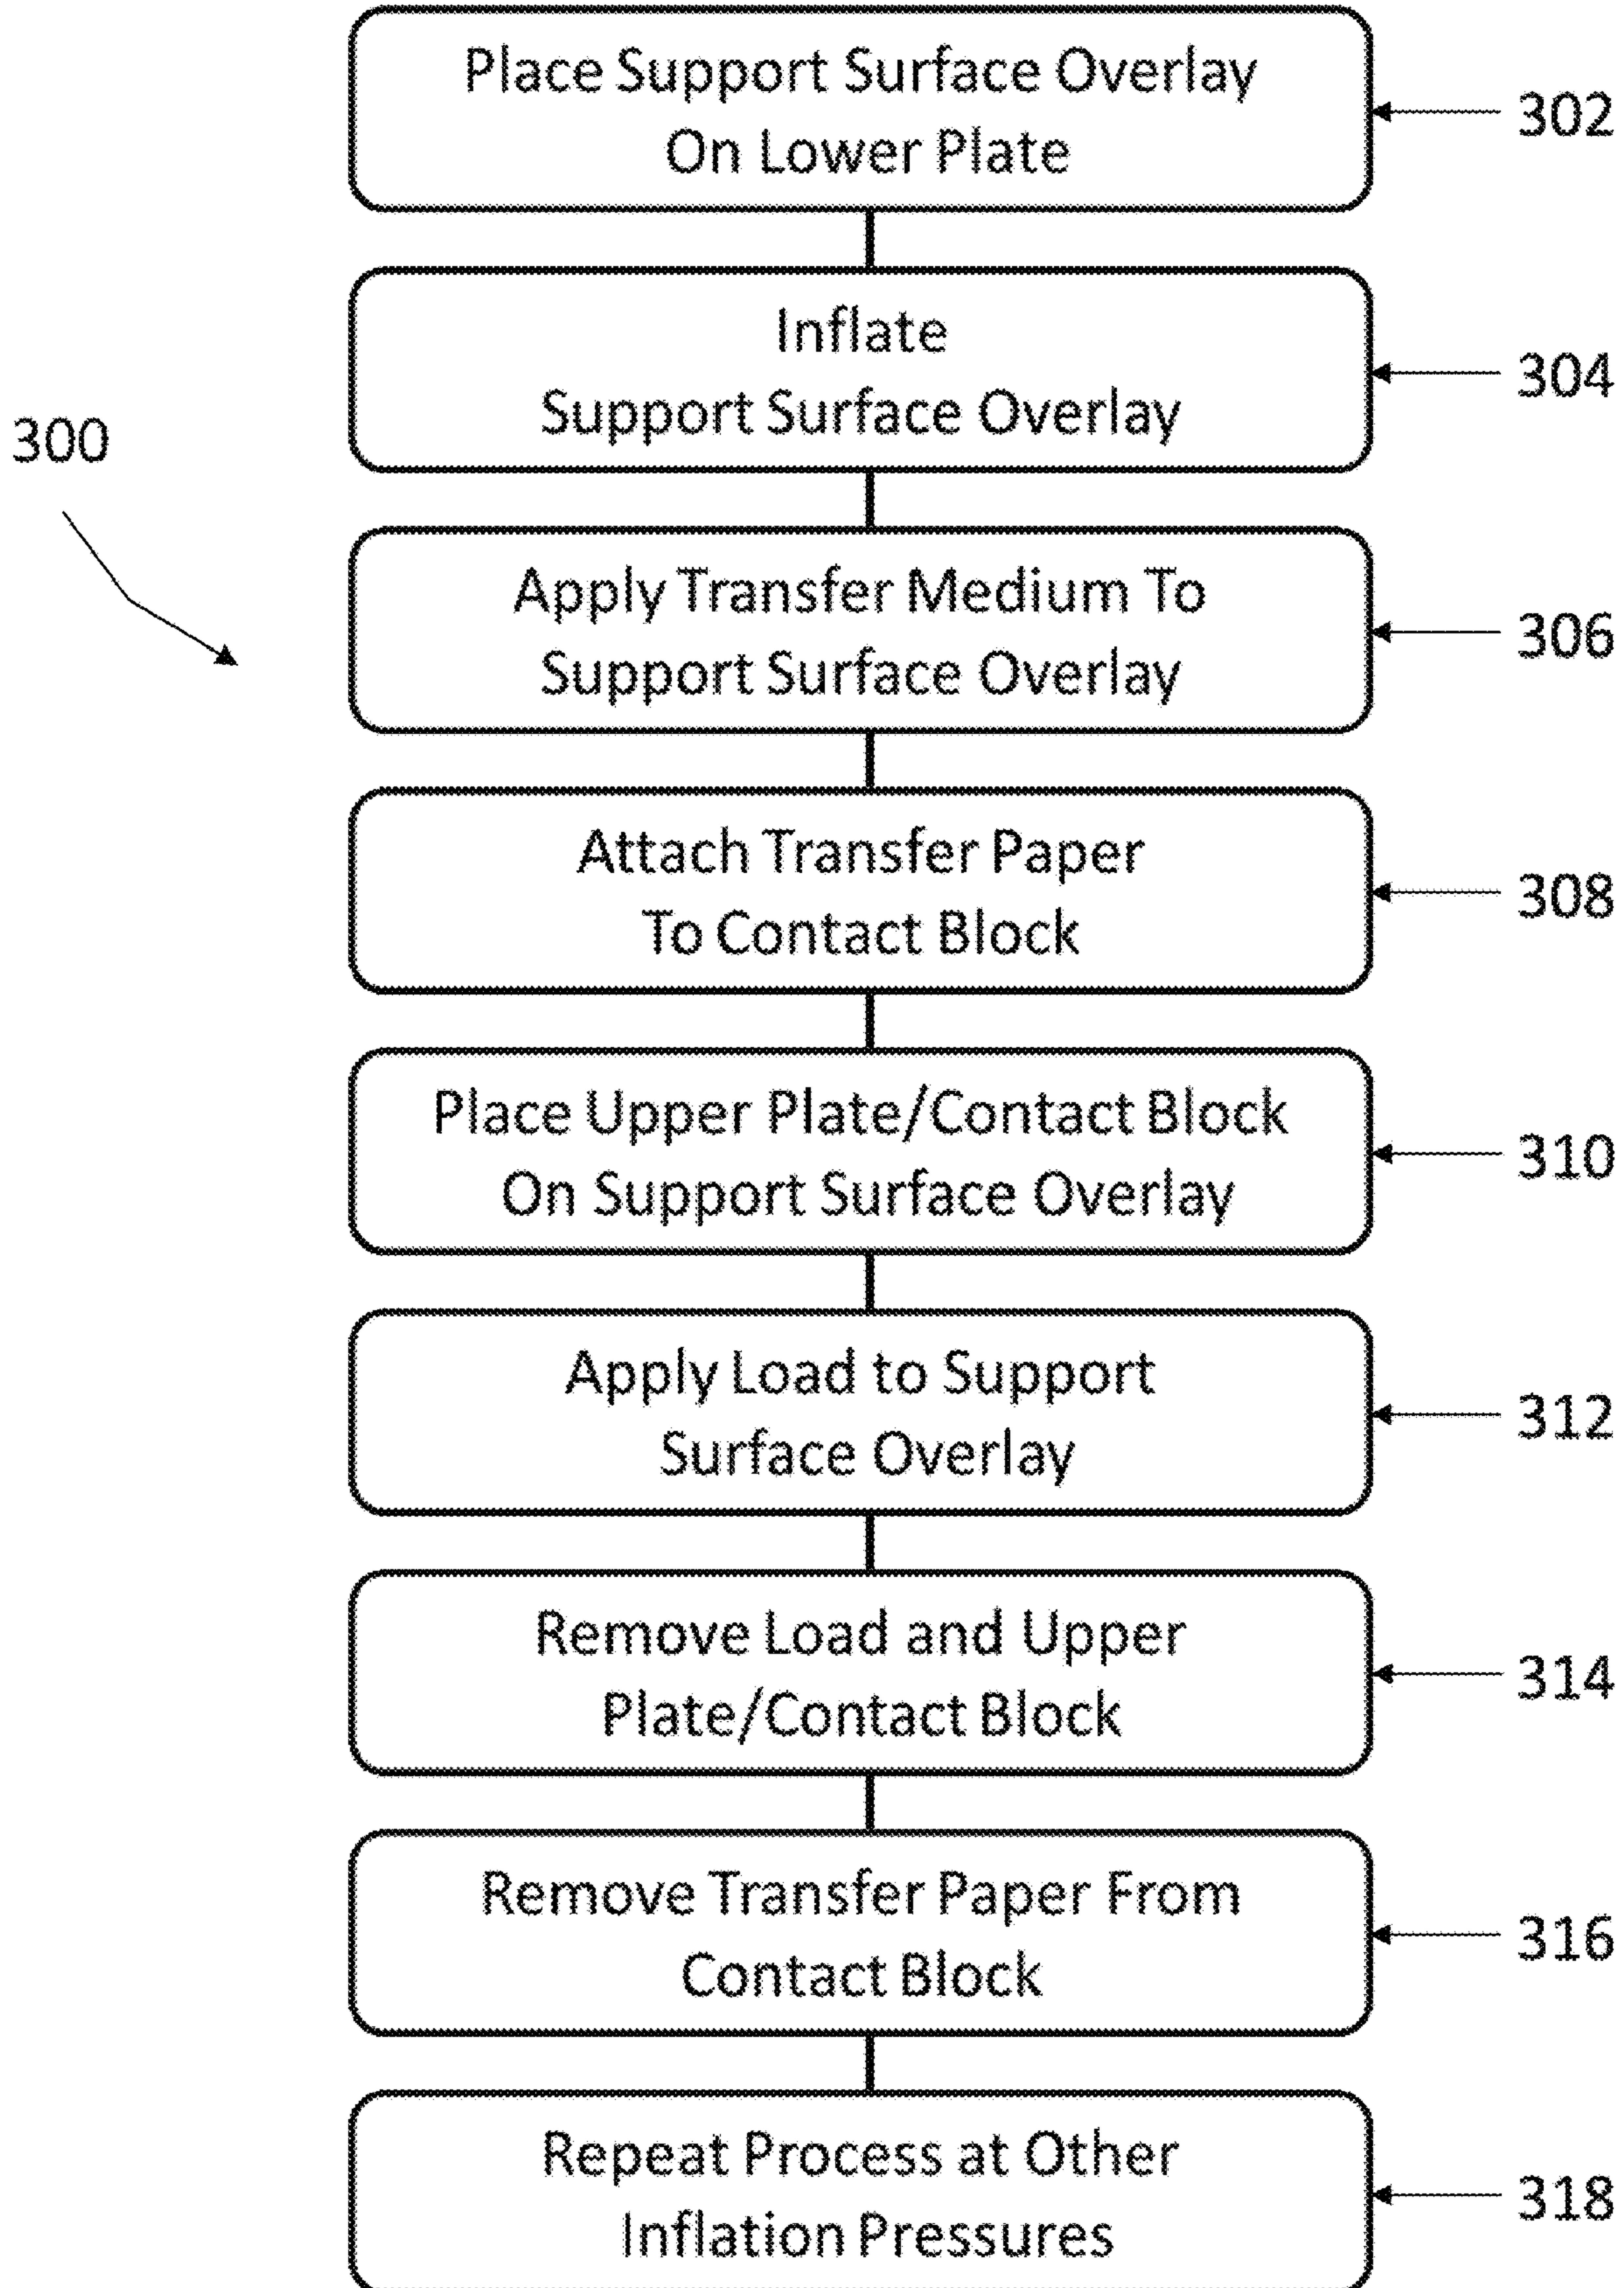 Place Support Surface Overlay
On Lower Plate
302
Inflate
Support Surface Overlay
304
300
Apply Transfer Medium To
Support Surface Overlay
306
Attach Transfer Paper
To Contact Block
308
Place Upper Plate/Contact Block
On Support Surface Overlay
310
Apply Load to Support
Surface Overlay
312
Remove Load and Upper
Plate/Contact Block
314
Remove Transfer Paper From
Contact Block
316
Repeat Process at Other
Inflation Pressures
318